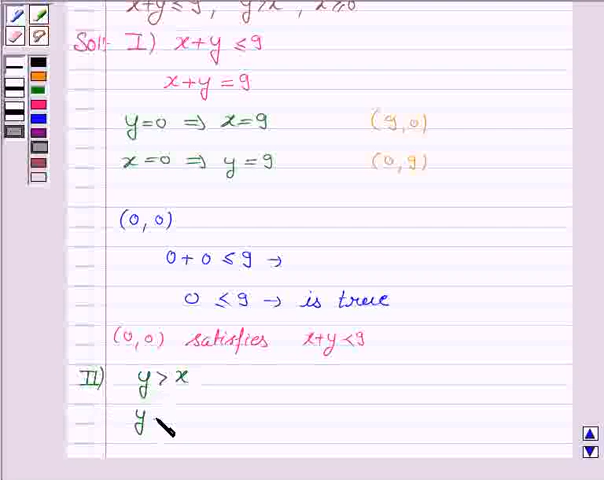 x+y≤9, y>x, x≥0
Sol:- I) x+y ≤9
x+y =9
y=0 ⇒ x=9 (9,0)
x=0 ⇒ y=9 (0,9)
(0,0)
0+0 ≤9 →
0 ≤9 → is true
(0,0) satisfies x+y<9
II) y>x
y